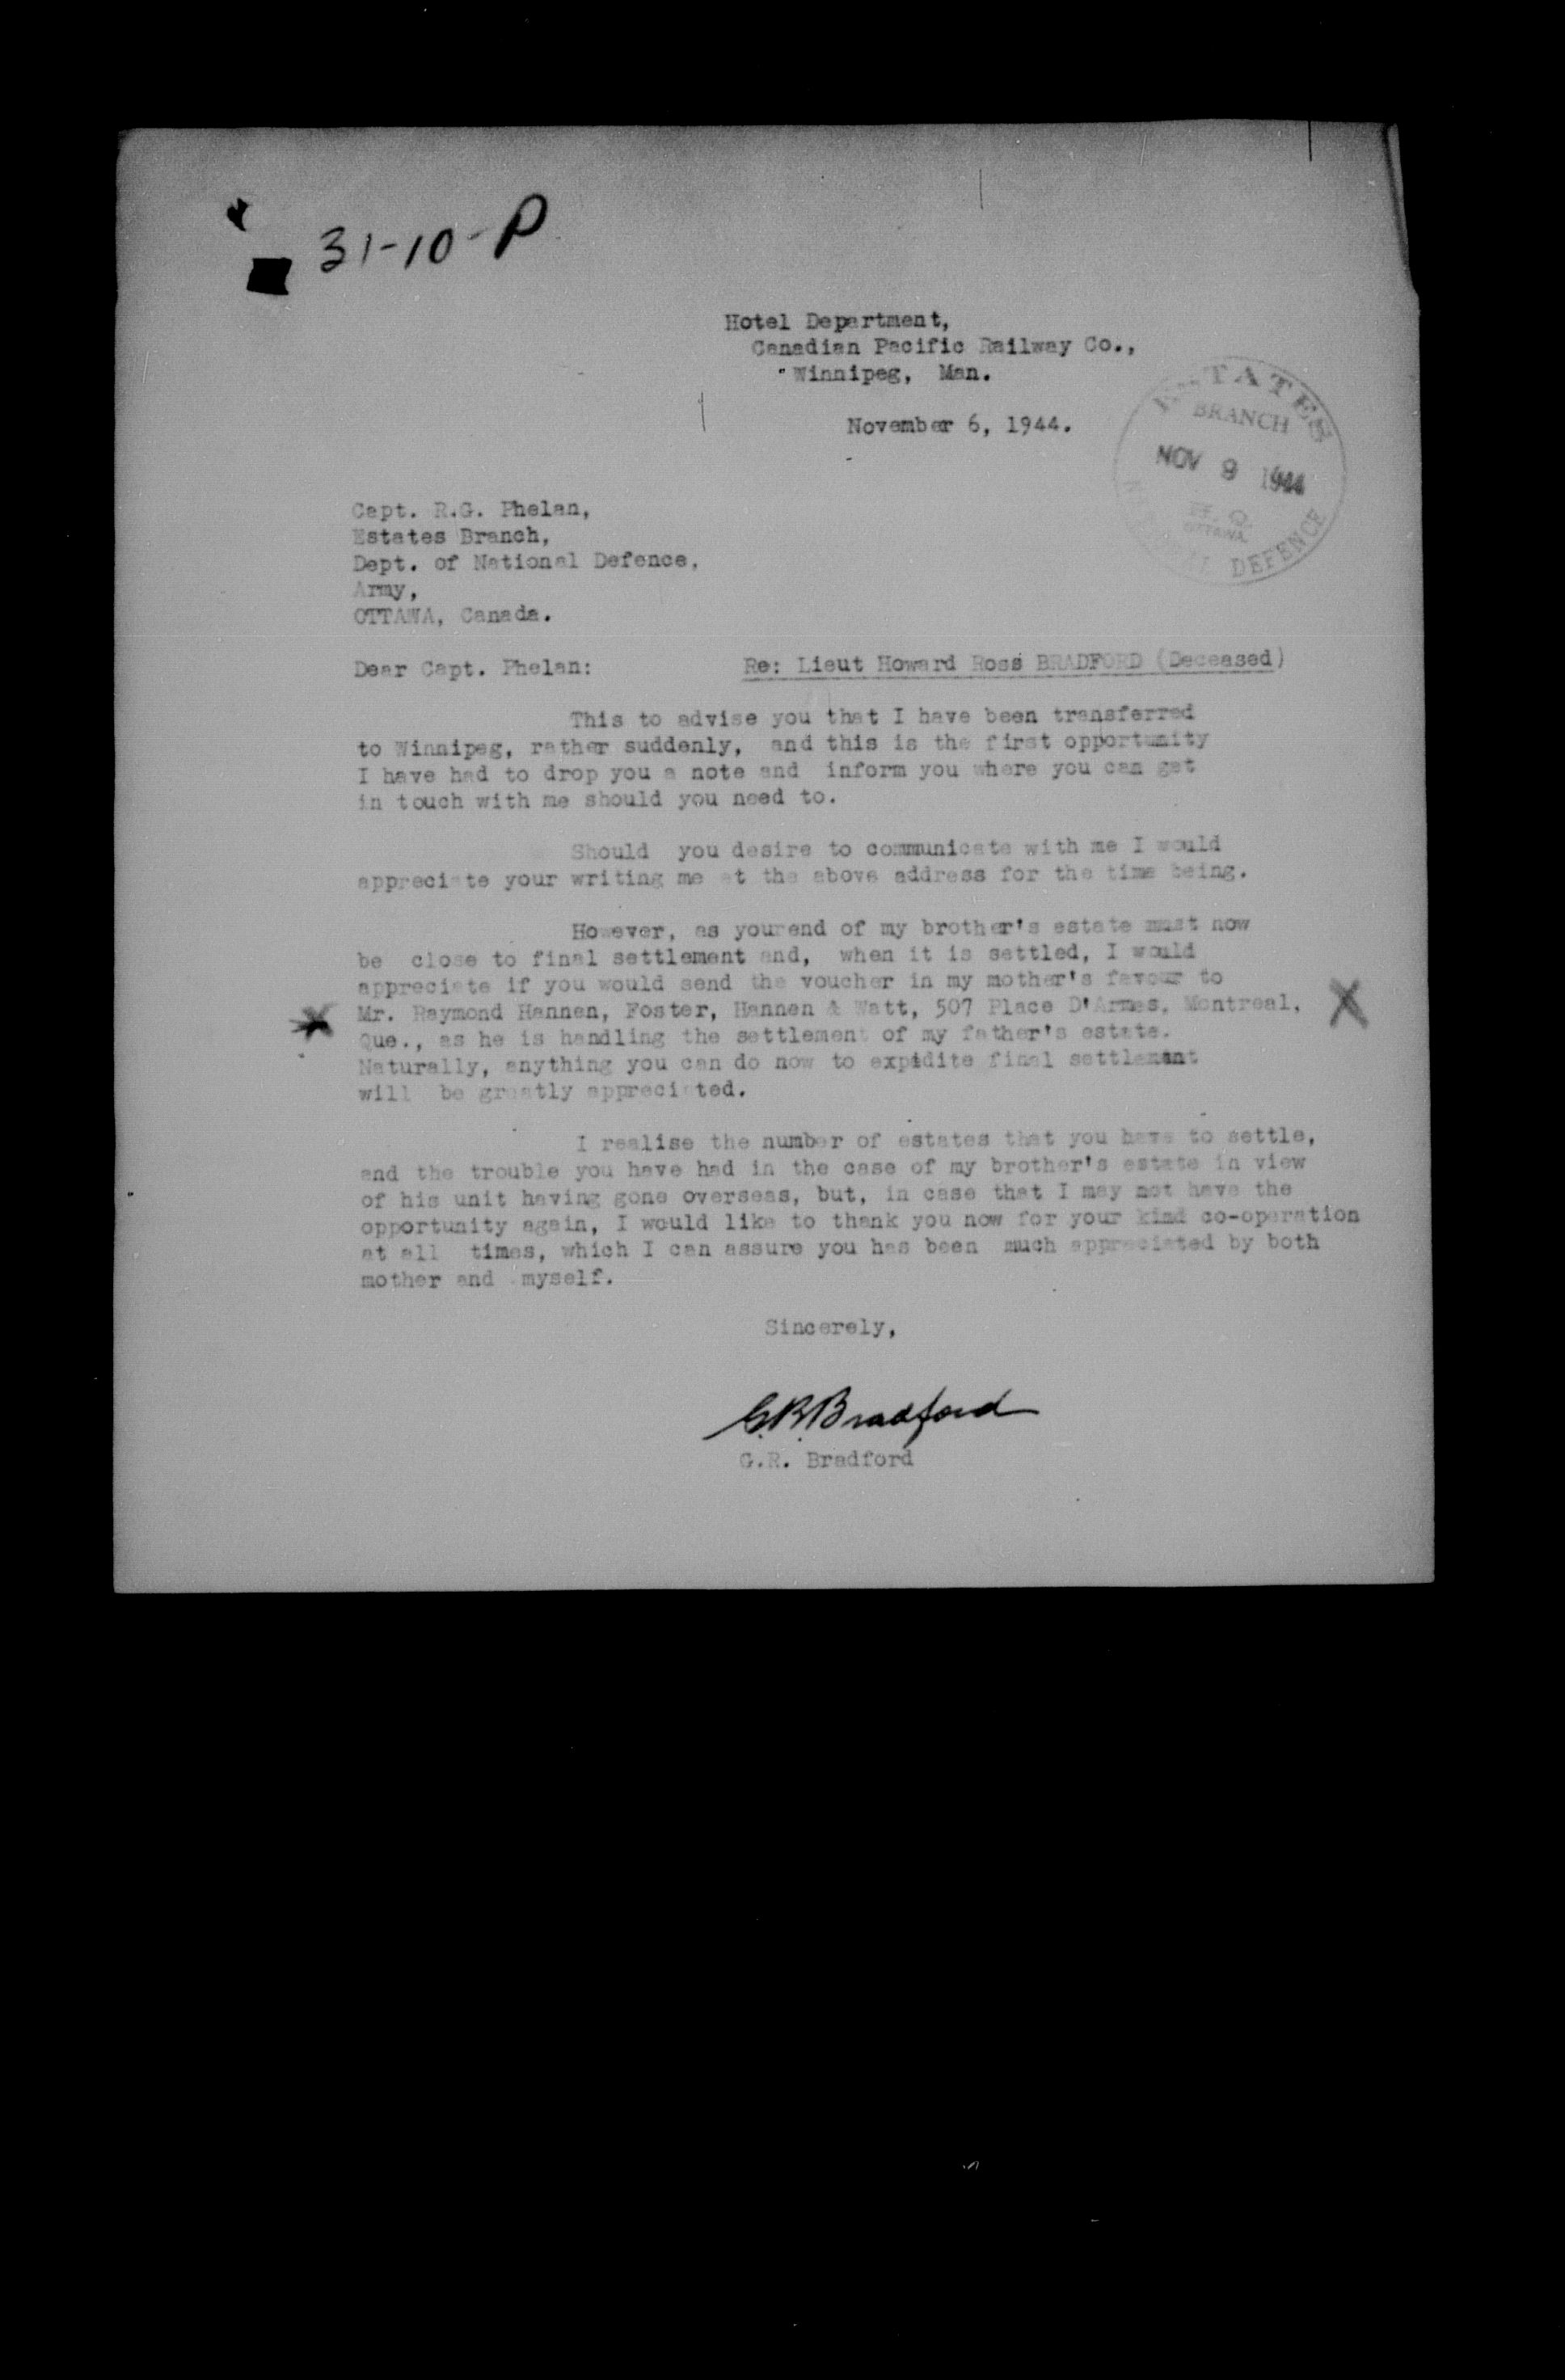 31-10-P
Hotel Department,
Canadian Pacific Railway Co.,
Winnipeg, Man.
November 6, 1944.
ESTATES
BRANCH
NOV 9 1944
H. Q.
OTTAWA.
DEFENCE
Capt. R.G. Phelan,
Estates Branch,
Dept. of National Defence,
Army,
OTTAWA, Canada.
Dear Capt. Phelan: Re: Lieut Howard Ross BRADFORD (Deceased)
This to advise you that I have been transferred
to Winnipeg, rather suddenly, and this is the first opportunity
I have had to drop you a note and inform you where you can get
in touch with me should you need to.
Should you desire to communicate with me I would
appreciate your writing me at the above address for the time being.
However, as your end of my brother's estate must now
be close to final settlement and, when it is settled, I would
appreciate if you would send the voucher in my mother's favour to
Mr. Raymond Hannen, Foster, Hannen & Watt, 507 Place D'Armes, Montreal,
Que., as he is handling the settlement of my father's estate.
Naturally, anything you can do now to expidite final settlement
will be greatly appreciated.
I realise the number of estates that you have to settle,
and the trouble you have had in the case of my brother's estate in view
of his unit having gone overseas, but, in case that I may not have the
opportunity again, I would like to thank you now for your kind co-operation
at all times, which I can assure you has been much appreciated by both
mother and myself.
Sincerely,
G.R. Bradford
G.R. Bradford